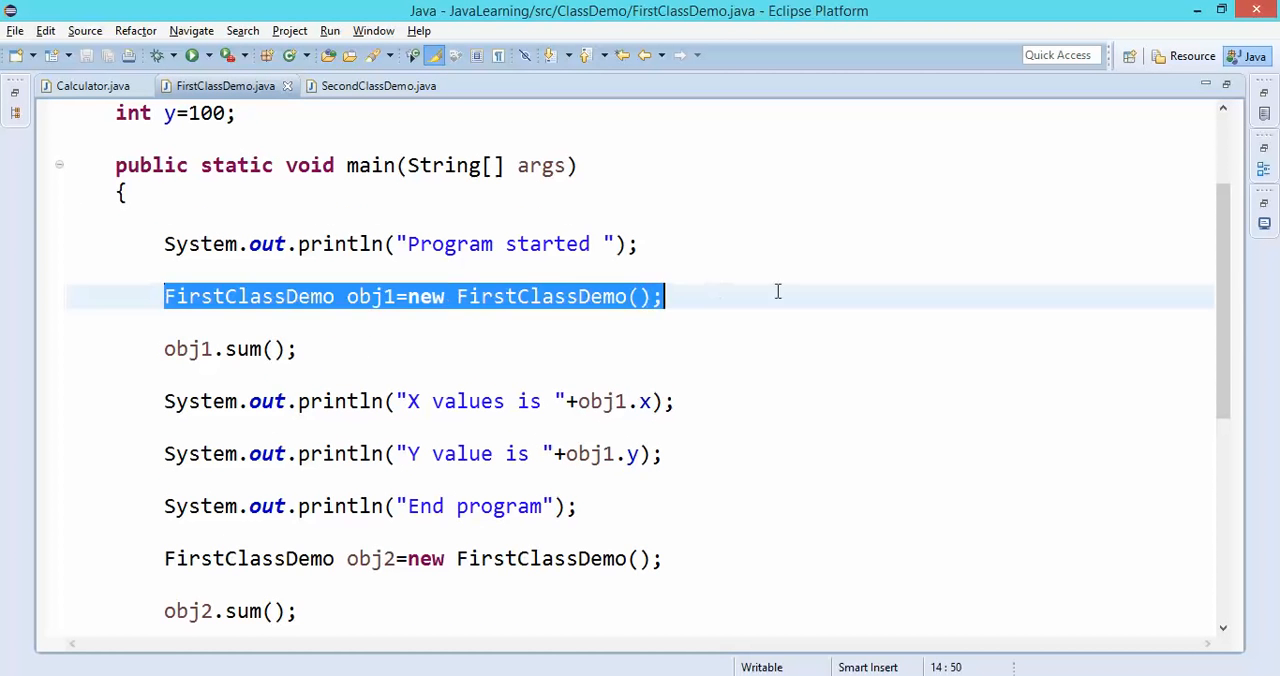 Java - JavaLearning/src/ClassDemo/FirstClassDemo.java - Eclipse Platform
File Edit Source Refactor Navigate Search Project Run Window Help
Quick Access Resource Java
Calculator.java FirstClassDemo.java SecondClassDemo.java
int y=100;
public static void main(String[] args)
{
System.out.println("Program started ");
FirstClassDemo obj1=new FirstClassDemo();
obj1.sum();
System.out.println("X values is "+obj1.x);
System.out.println("Y value is "+obj1.y);
System.out.println("End program");
FirstClassDemo obj2=new FirstClassDemo();
obj2.sum();
Writable Smart Insert 14 : 50